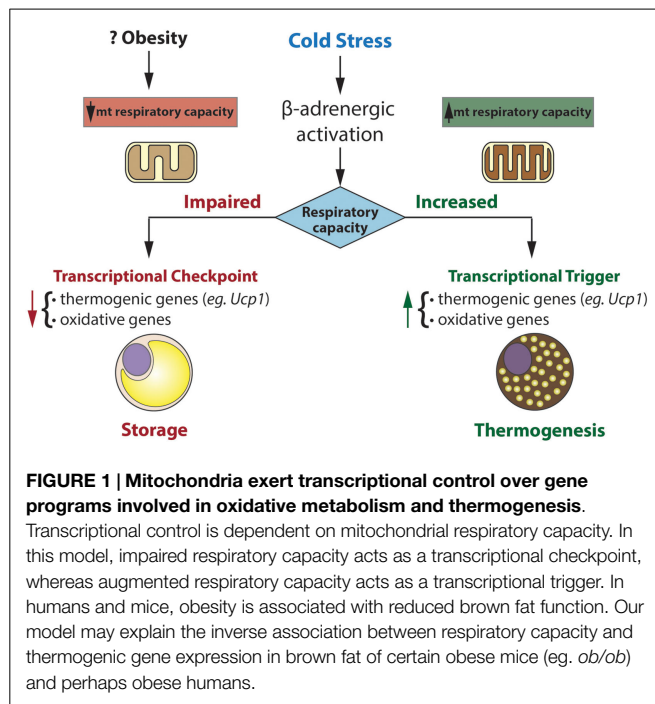 ? Obesity
Cold Stress
mt respiratory capacity
β-adrenergic
activation
mt respiratory capacity
Impaired
Respiratory
capacity
Increased
Transcriptional Checkpoint
{• thermogenic genes (eg. Ucp1)
• oxidative genes
Transcriptional Trigger
{• thermogenic genes (eg. Ucp1)
• oxidative genes
Storage
Thermogenesis
FIGURE 1 | Mitochondria exert transcriptional control over gene
programs involved in oxidative metabolism and thermogenesis.
Transcriptional control is dependent on mitochondrial respiratory capacity. In
this model, impaired respiratory capacity acts as a transcriptional checkpoint,
whereas augmented respiratory capacity acts as a transcriptional trigger. In
humans and mice, obesity is associated with reduced brown fat function. Our
model may explain the inverse association between respiratory capacity and
thermogenic gene expression in brown fat of certain obese mice (eg. ob/ob)
and perhaps obese humans.